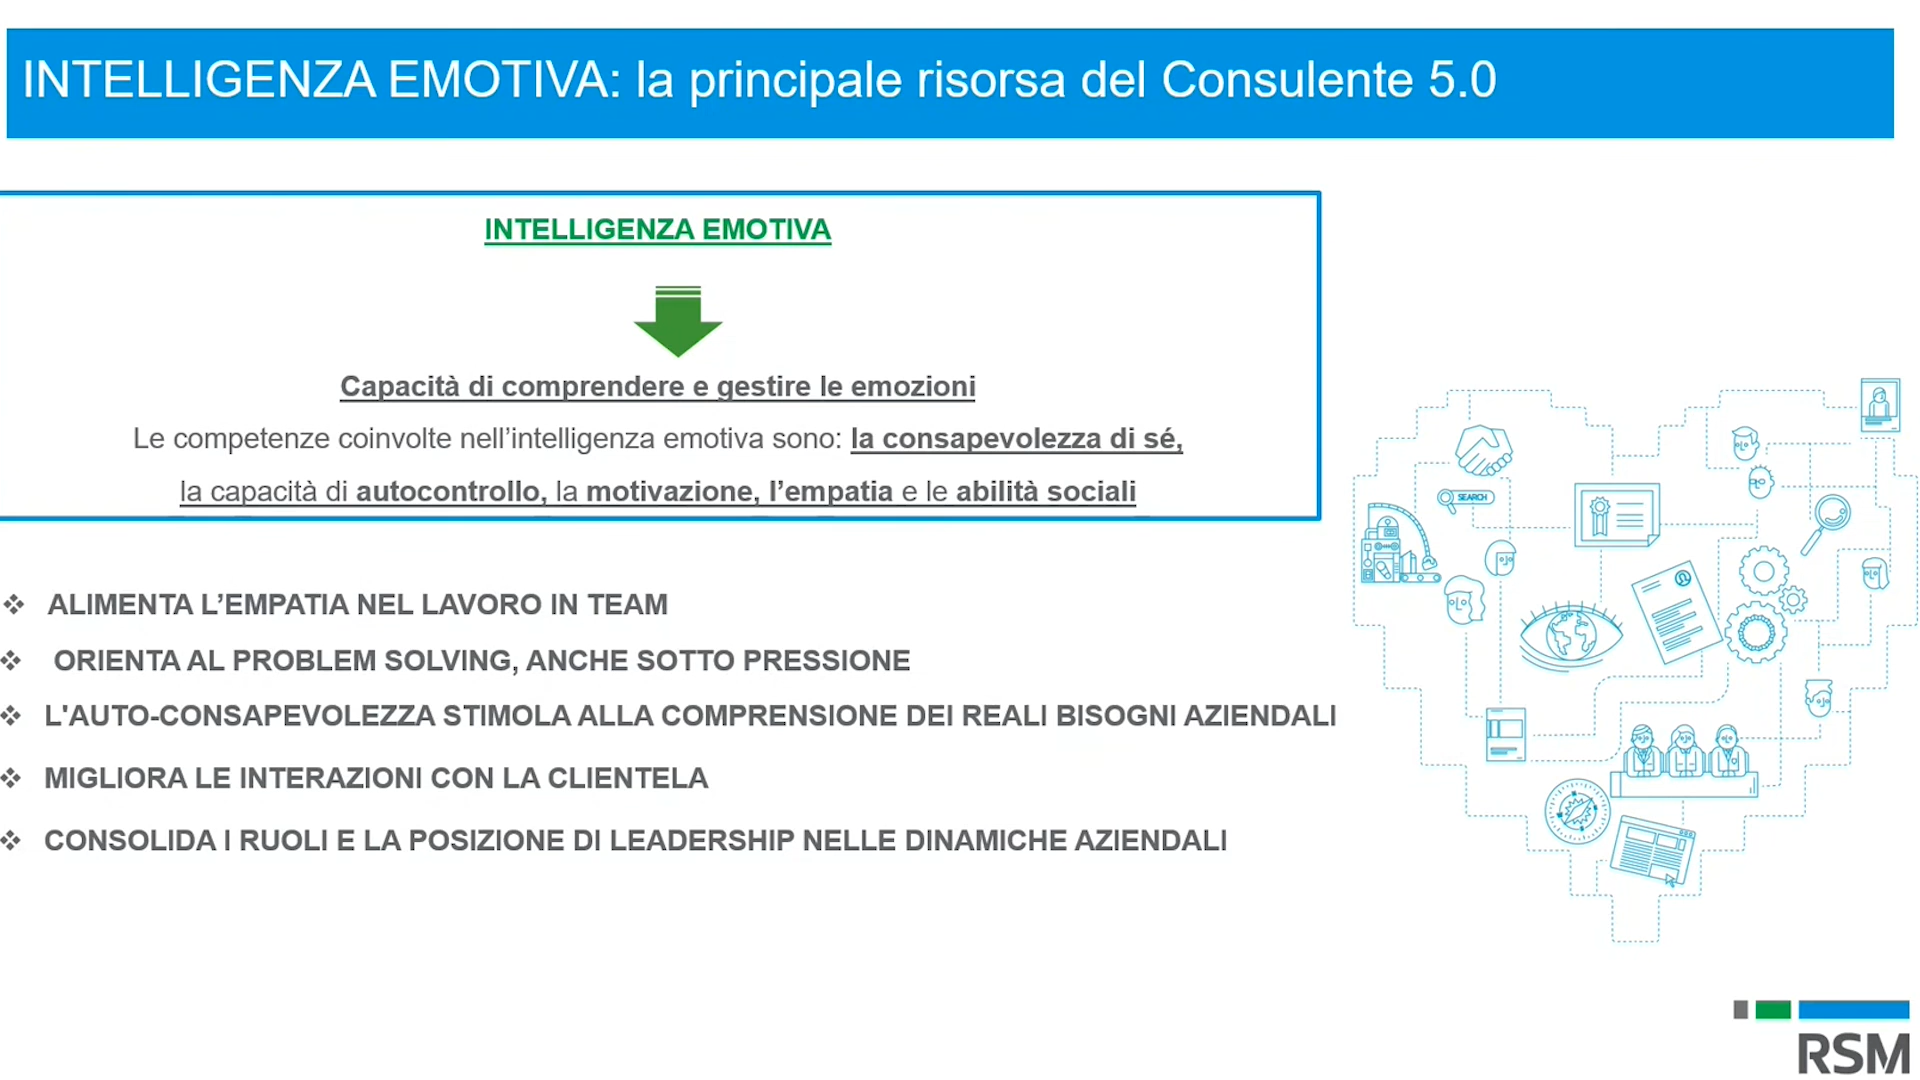 INTELLIGENZA EMOTIVA: la principale risorsa del Consulente 5.0
INTELLIGENZA EMOTIVA
Capacità di comprendere e gestire le emozioni
Le competenze coinvolte nell’intelligenza emotiva sono: la consapevolezza di sé,
la capacità di autocontrollo, la motivazione, l’empatia e le abilità sociali
SEARCH
❖ ALIMENTA L’EMPATIA NEL LAVORO IN TEAM
❖ ORIENTA AL PROBLEM SOLVING, ANCHE SOTTO PRESSIONE
❖ L'AUTO-CONSAPEVOLEZZA STIMOLA ALLA COMPRENSIONE DEI REALI BISOGNI AZIENDALI
❖ MIGLIORA LE INTERAZIONI CON LA CLIENTELA
❖ CONSOLIDA I RUOLI E LA POSIZIONE DI LEADERSHIP NELLE DINAMICHE AZIENDALI
RSM